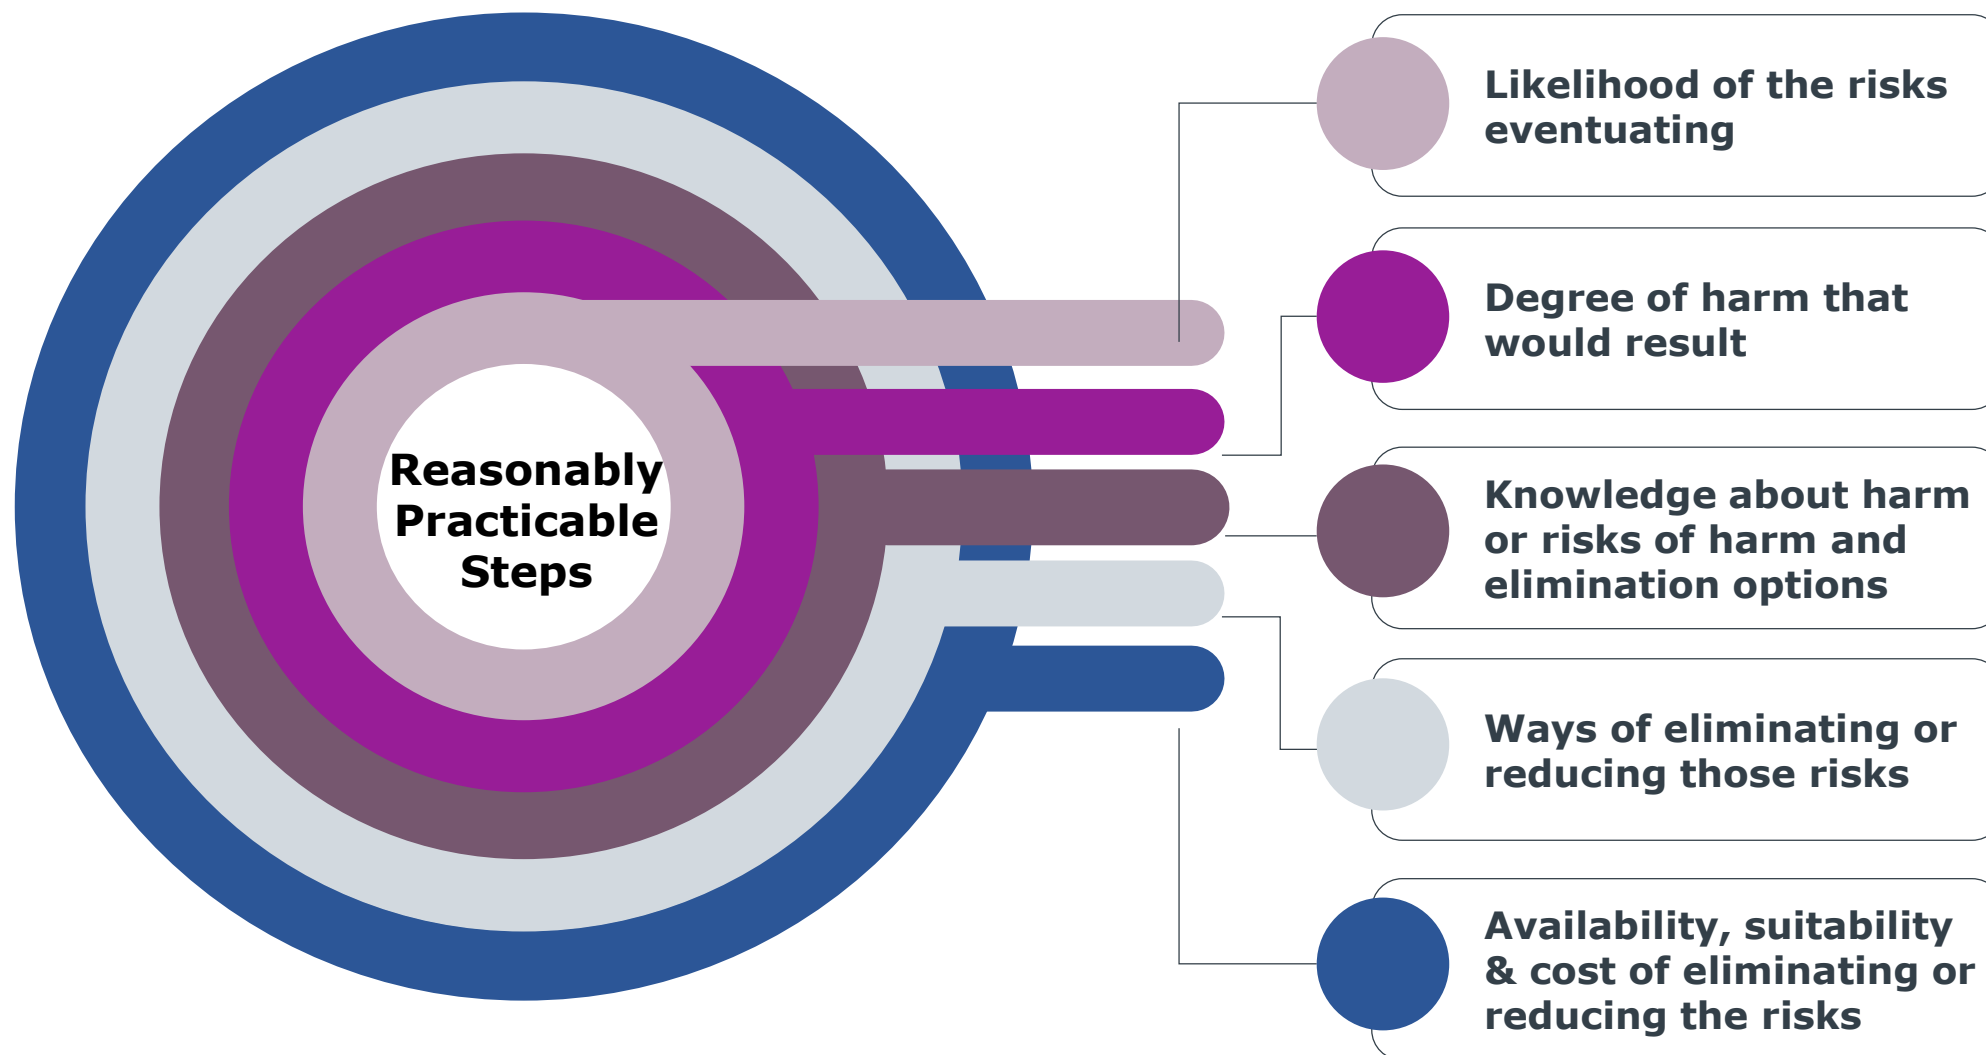 Reasonably
Practicable
Steps
Likelihood of the risks
eventuating
Degree of harm that
would result
Knowledge about harm
or risks of harm and
elimination options
Ways of eliminating or
reducing those risks
Availability, suitability
& cost of eliminating or
reducing the risks